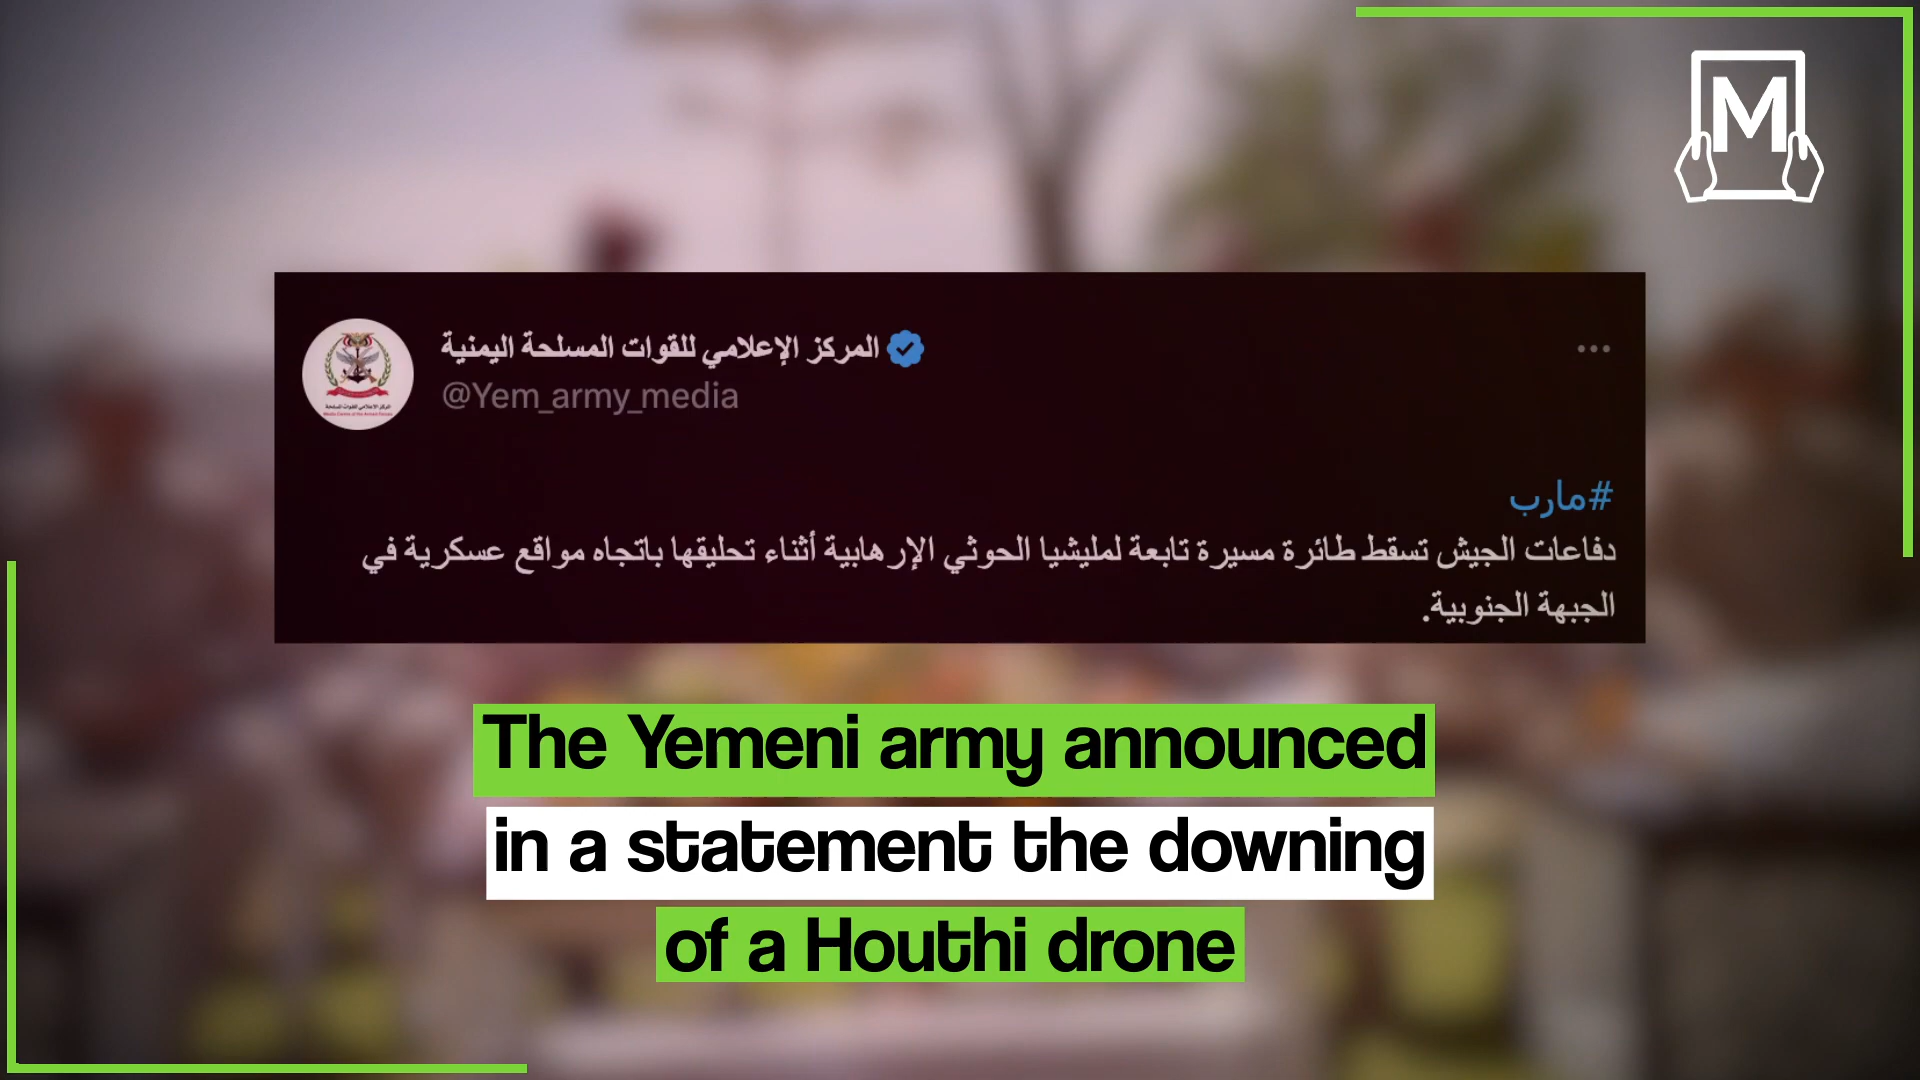 M
المركز الإعلامي للقوات المسلحة اليمنية
@Yem_army_media
#مارب
دفاعات الجيش تسقط طائرة مسيرة تابعة لمليشيا الحوثي الإرهابية أثناء تحليقها باتجاه مواقع عسكرية في
الجبهة الجنوبية.
The Yemeni army announced
in a statement the downing
of a Houthi drone